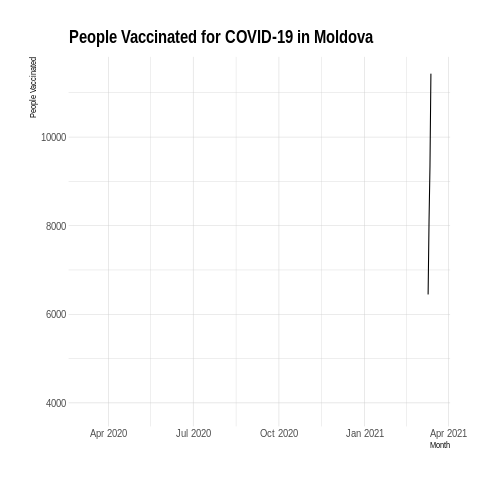 People Vaccinated for COVID-19 in Moldova
People Vaccinated
10000
8000
6000
4000
Apr 2020 Jul 2020 Oct 2020 Jan 2021 Apr 2021
Month